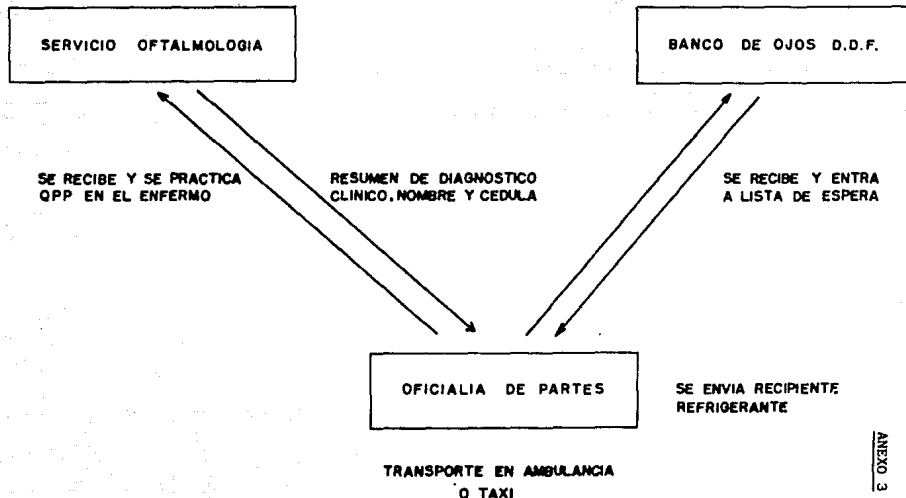 SERVICIO OFTALMOLOGIA
BANCO DE OJOS D.D.F.
SE RECIBE Y SE PRACTICA
QPP EN EL ENFERMO
RESUMEN DE DIAGNOSTICO
CLINICO, NOMBRE Y CEDULA
SE RECIBE Y ENTRA
A LISTA DE ESPERA
OFICIALIA DE PARTES
SE ENVIA RECIPIENTE
REFRIGERANTE
TRANSPORTE EN AMBULANCIA
O TAXI
ANEXO 3